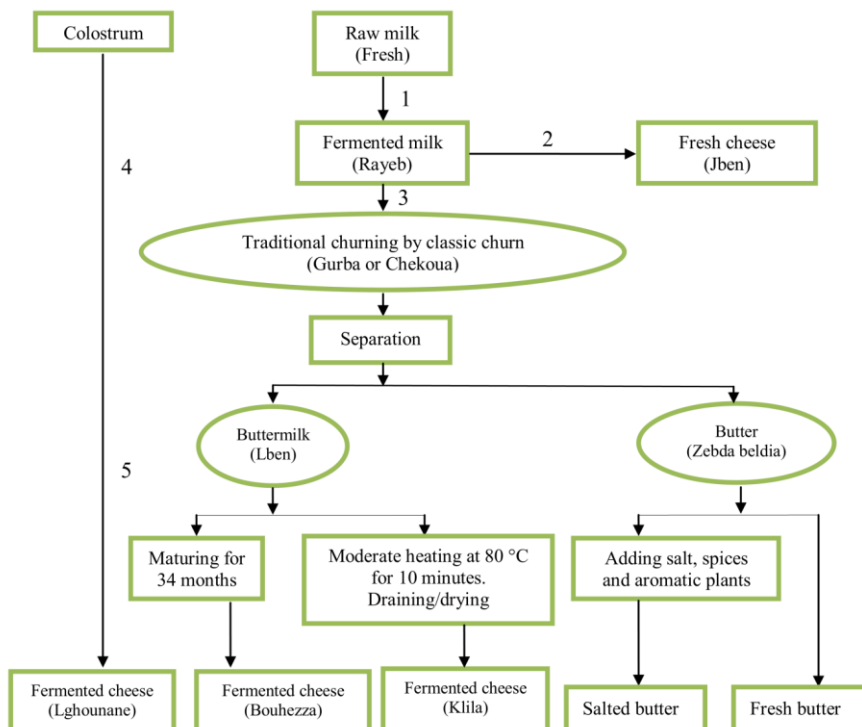 Colostrum
Raw milk
(Fresh)
1
Fermented milk
(Rayeb)
2
Fresh cheese
(Jben)
4
3
Traditional churning by classic churn
(Gurba or Chekoua)
Separation
Buttermilk
(Lben)
Butter
(Zebda beldia)
5
Maturing for
34 months
Moderate heating at 80 °C
for 10 minutes.
Draining/drying
Adding salt, spices
and aromatic plants
Fermented cheese
(Lghounane)
Fermented cheese
(Bouhezza)
Fermented cheese
(Klila)
Salted butter
Fresh butter